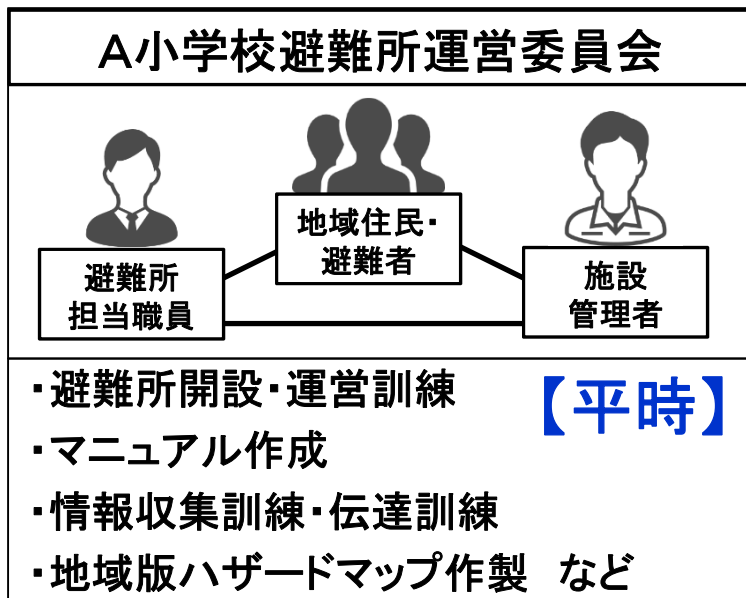 A小学校避難所運営委員会
地域住民・
避難者
避難所
担当職員
施設
管理者
【平時】
・避難所開設・運営訓練
・マニュアル作成
・情報収集訓練・伝達訓練
・地域版ハザードマップ作製　など